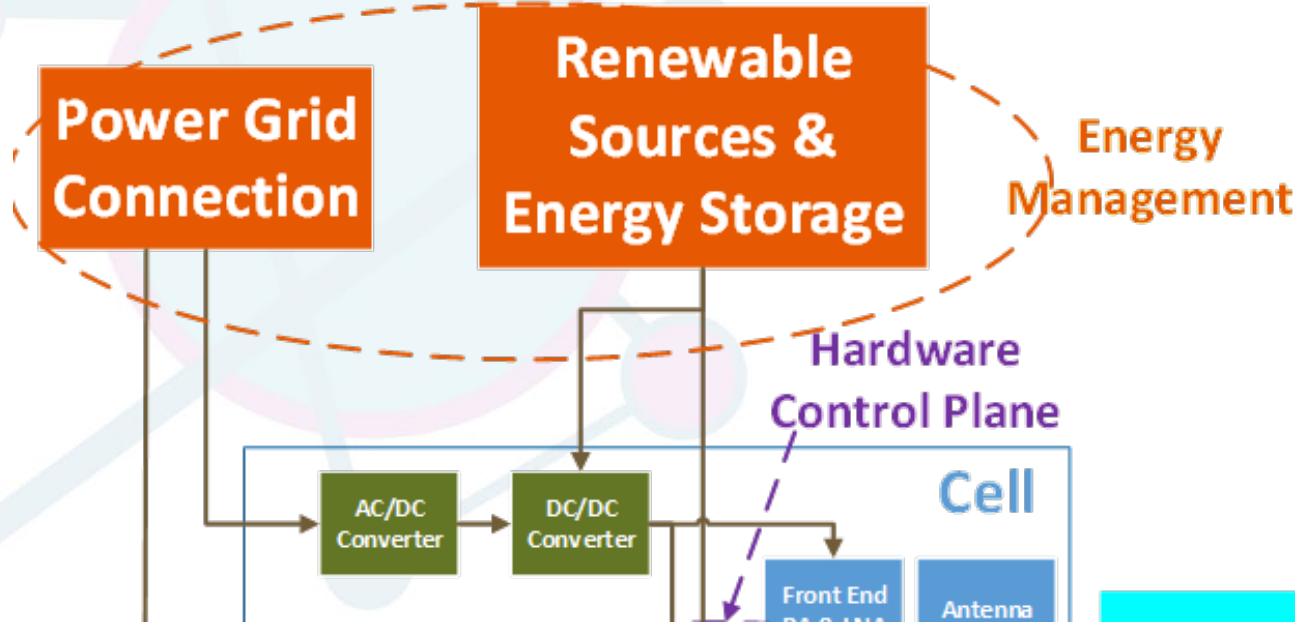 Power Grid
Connection
Renewable
Sources &
Energy Storage
Energy
Management
Hardware
Control Plane
Cell
AC/DC
Converter
DC/DC
Converter
Front End
Antenna